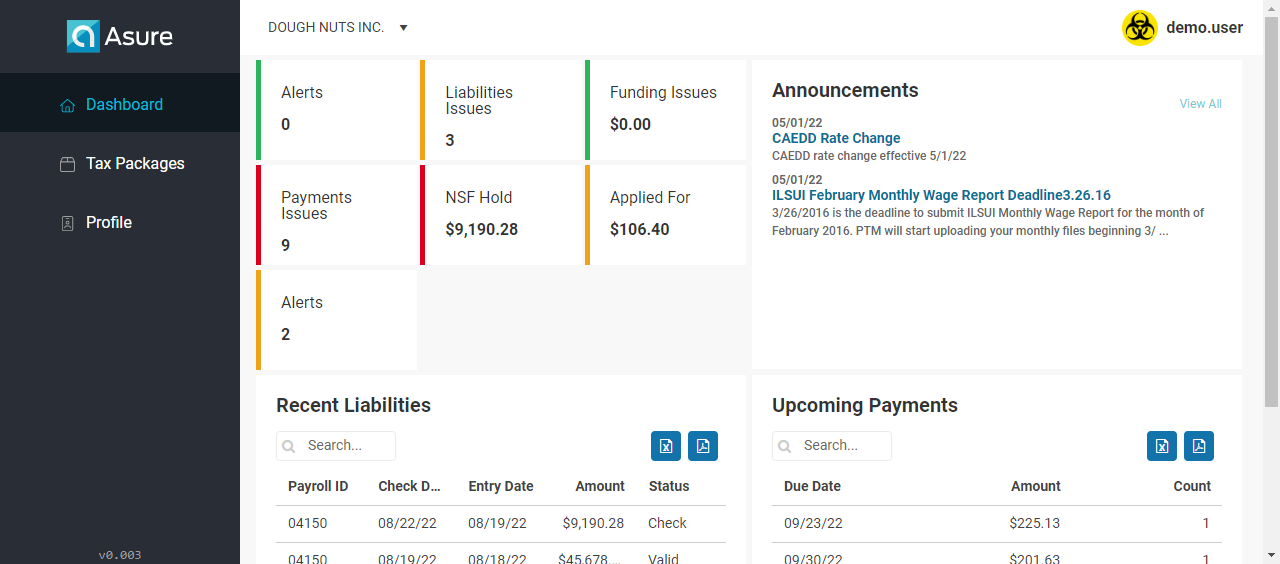 Asure
DOUGH NUTS INC.
demo.user
Dashboard
Tax Packages
Profile
v0.003
Alerts
0
Liabilities
Issues
3
Funding Issues
$0.00
Payments
Issues
9
NSF Hold
$9,190.28
Applied For
$106.40
Alerts
2
Announcements
View All
05/01/22
CAEDD Rate Change
CAEDD rate change effective 5/1/22
05/01/22
ILSUI February Monthly Wage Report Deadline3.26.16
3/26/2016 is the deadline to submit ILSUI Monthly Wage Report for the month of
February 2016. PTM will start uploading your monthly files beginning 3/ ...
Recent Liabilities
Search...
Payroll ID Check D... Entry Date Amount Status
04150 08/22/22 08/19/22 $9,190.28 Check
04150 08/19/22 08/18/22 $45,678.... Valid
Upcoming Payments
Search...
Due Date Amount Count
09/23/22 $225.13 1
09/30/22 $201.63 1